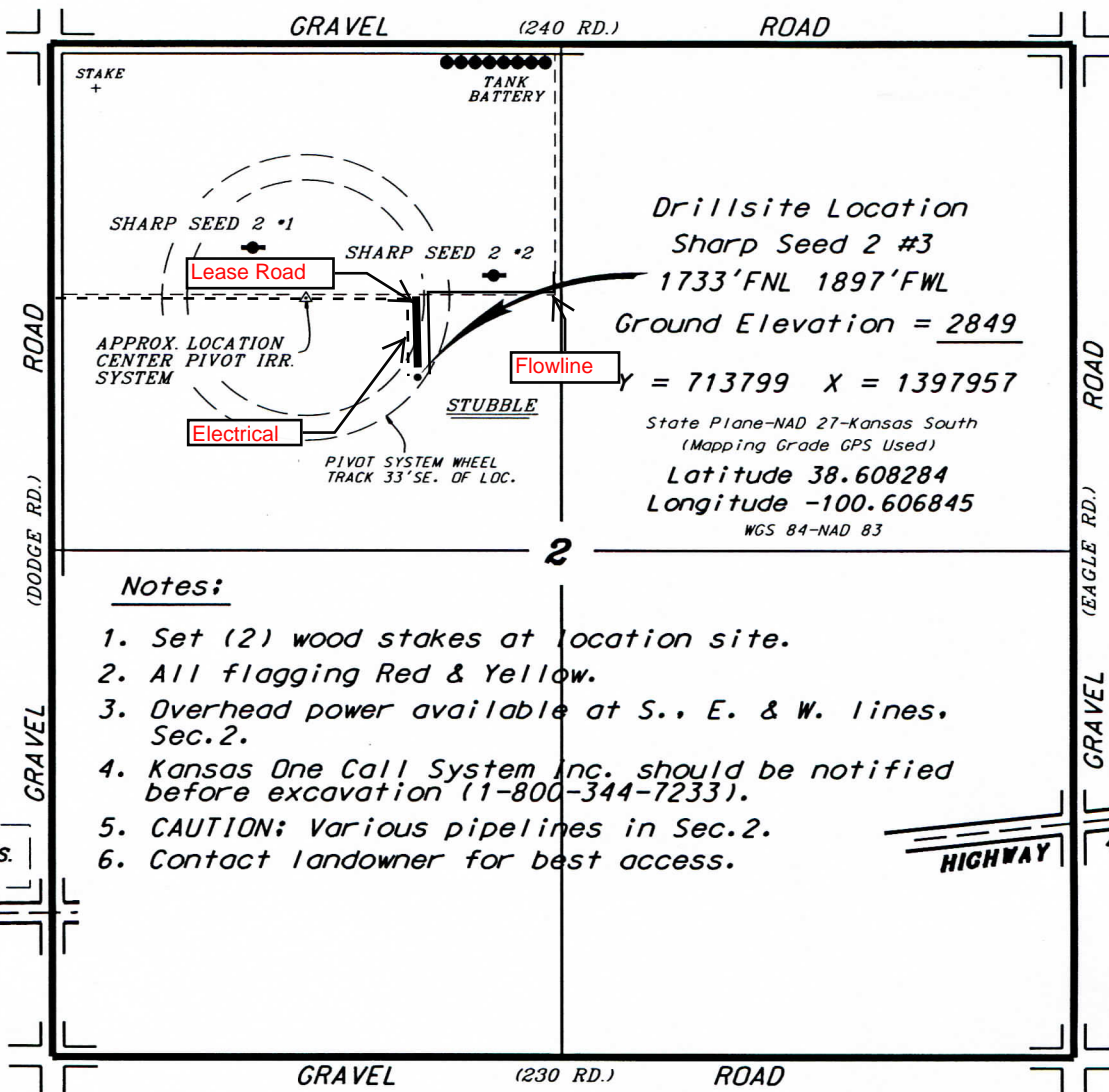 GRAVEL (240 RD.) ROAD
STAKE
+
TANK
BATTERY
SHARP SEED 2 #1
SHARP SEED 2 #2
Lease Road
APPROX. LOCATION
CENTER PIVOT IRR.
SYSTEM
Electrical
Flowline
STUBBLE
PIVOT SYSTEM WHEEL
TRACK 33'SE. OF LOC.
Drillsite Location
Sharp Seed 2 #3
1733'FNL 1897'FWL
Ground Elevation = 2849
Y = 713799 X = 1397957
State Plane-NAD 27-Kansas South
(Mapping Grade GPS Used)
Latitude 38.608284
Longitude -100.606845
WGS 84-NAD 83
2
GRAVEL (DODGE RD.) ROAD
GRAVEL (EAGLE RD.) ROAD
Notes:
1. Set (2) wood stakes at location site.
2. All flagging Red & Yellow.
3. Overhead power available at S., E. & W. lines,
Sec.2.
4. Kansas One Call System Inc. should be notified
before excavation (1-800-344-7233).
5. CAUTION: Various pipelines in Sec.2.
6. Contact landowner for best access.
HIGHWAY
S.
GRAVEL (230 RD.) ROAD